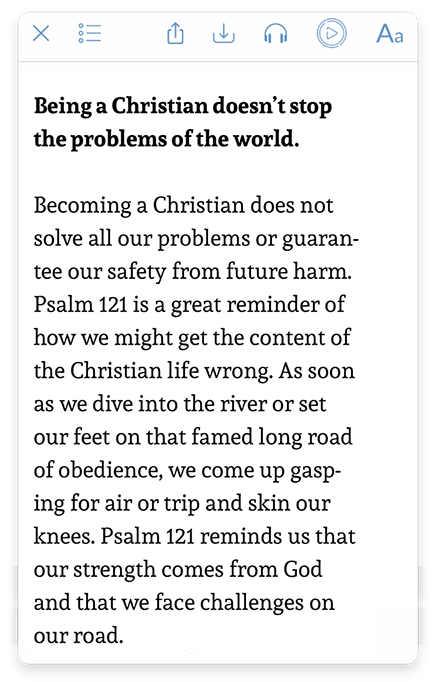 Aa
Being a Christian doesn’t stop
the problems of the world.
Becoming a Christian does not
solve all our problems or guaran-
tee our safety from future harm.
Psalm 121 is a great reminder of
how we might get the content of
the Christian life wrong. As soon
as we dive into the river or set
our feet on that famed long road
of obedience, we come up gasp-
ing for air or trip and skin our
knees. Psalm 121 reminds us that
our strength comes from God
and that we face challenges on
our road.